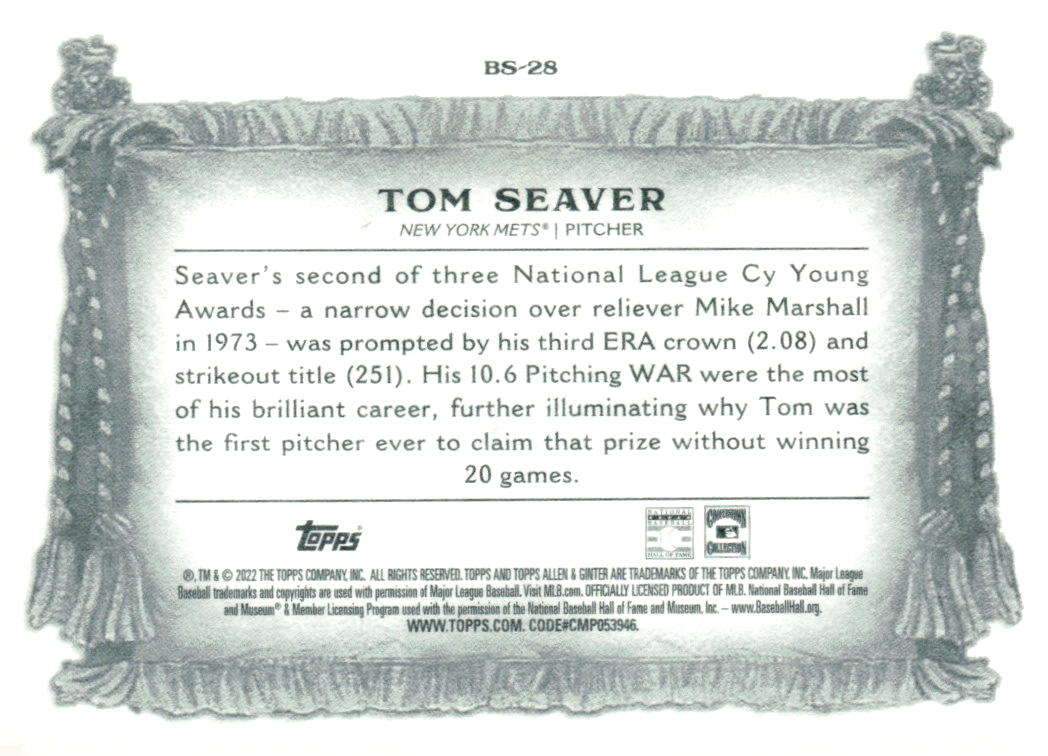 BS-28
TOM SEAVER
NEW YORK METS® | PITCHER
Seaver's second of three National League Cy Young
Awards – a narrow decision over reliever Mike Marshall
in 1973 – was prompted by his third ERA crown (2.08) and
strikeout title (251). His 10.6 Pitching WAR were the most
of his brilliant career, further illuminating why Tom was
the first pitcher ever to claim that prize without winning
20 games.
topps®
NATIONAL
BASEBALL
HALL OF FAME
COOPERSTOWN
COLLECTION
®, TM & © 2022 THE TOPPS COMPANY, INC. ALL RIGHTS RESERVED. TOPPS AND TOPPS ALLEN & GINTER ARE TRADEMARKS OF THE TOPPS COMPANY, INC. Major League
Baseball trademarks and copyrights are used with permission of Major League Baseball. Visit MLB.com. OFFICIALLY LICENSED PRODUCT OF MLB. National Baseball Hall of Fame
and Museum® & Member Licensing Program used with the permission of the National Baseball Hall of Fame and Museum, Inc. – www.BaseballHall.org.
WWW.TOPPS.COM. CODE#CMP053946.